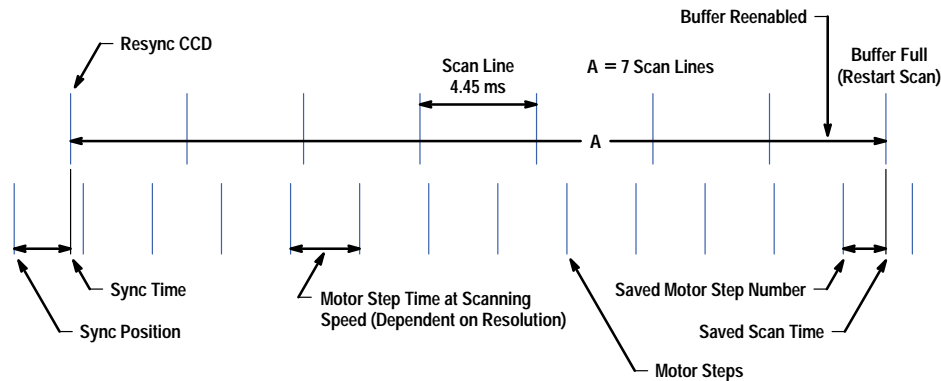 Buffer Reenabled
Resync CCD
Scan Line
4.45 ms
A = 7 Scan Lines
Buffer Full
(Restart Scan)
A
Sync Time
Sync Position
Motor Step Time at Scanning
Speed (Dependent on Resolution)
Saved Motor Step Number
Saved Scan Time
Motor Steps